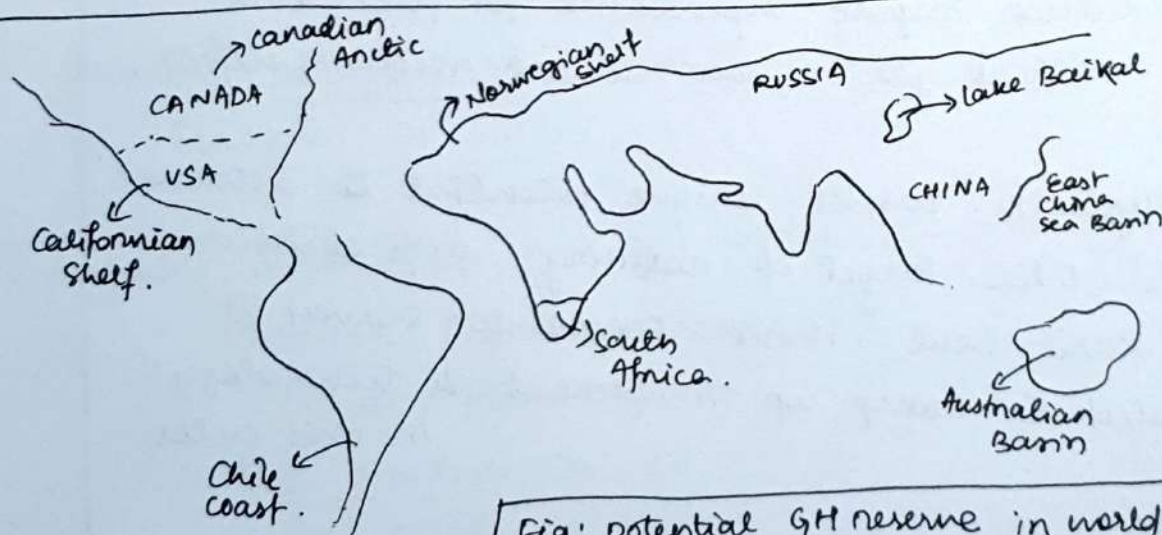 Canadian
Arctic
CANADA
USA
Californian
Shelf.
Chile
coast.
Norwegian
Shelf
RUSSIA
Lake Baikal
CHINA
East
China
Sea Basin
South
Africa.
Australian
Basin
Fig: Potential GH reserve in world